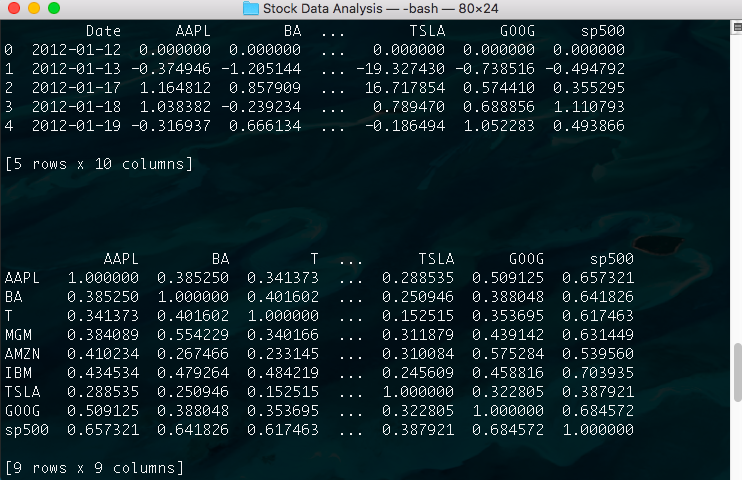 Stock Data Analysis — -bash — 80×24
Date AAPL BA ... TSLA GOOG sp500
0 2012-01-12 0.000000 0.000000 ... 0.000000 0.000000 0.000000
1 2012-01-13 -0.374946 -1.205144 ... -19.327430 -0.738516 -0.494792
2 2012-01-17 1.164812 0.857909 ... 16.717854 0.574410 0.355295
3 2012-01-18 1.038382 -0.239234 ... 0.789470 0.688856 1.110793
4 2012-01-19 -0.316937 0.666134 ... -0.186494 1.052283 0.493866
[5 rows x 10 columns]
AAPL BA T ... TSLA GOOG sp500
AAPL 1.000000 0.385250 0.341373 ... 0.288535 0.509125 0.657321
BA 0.385250 1.000000 0.401602 ... 0.250946 0.388048 0.641826
T 0.341373 0.401602 1.000000 ... 0.152515 0.353695 0.617463
MGM 0.384089 0.554229 0.340166 ... 0.311879 0.439142 0.631449
AMZN 0.410234 0.267466 0.233145 ... 0.310084 0.575284 0.539560
IBM 0.434534 0.479264 0.484219 ... 0.245609 0.458816 0.703935
TSLA 0.288535 0.250946 0.152515 ... 1.000000 0.322805 0.387921
GOOG 0.509125 0.388048 0.353695 ... 0.322805 1.000000 0.684572
sp500 0.657321 0.641826 0.617463 ... 0.387921 0.684572 1.000000
[9 rows x 9 columns]